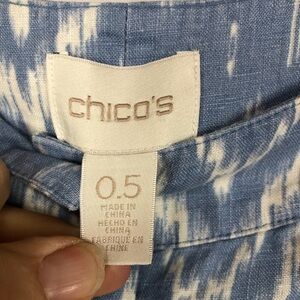 chico's
0.5
MADE IN
CHINA
HECHO EN
CHINA
FABRIQUÉ EN
CHINE